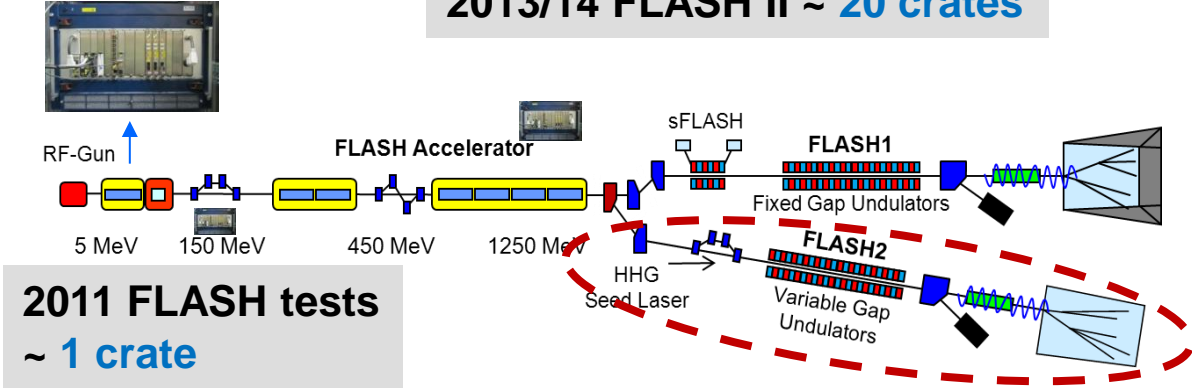 2013/14 FLASH II ~ 20 crates
sFLASH
RF-Gun
FLASH Accelerator
FLASH1
Fixed Gap Undulators
5 MeV
150 MeV
450 MeV
1250 MeV
FLASH2
HHG
Seed Laser
Variable Gap
Undulators
2011 FLASH tests
~ 1 crate